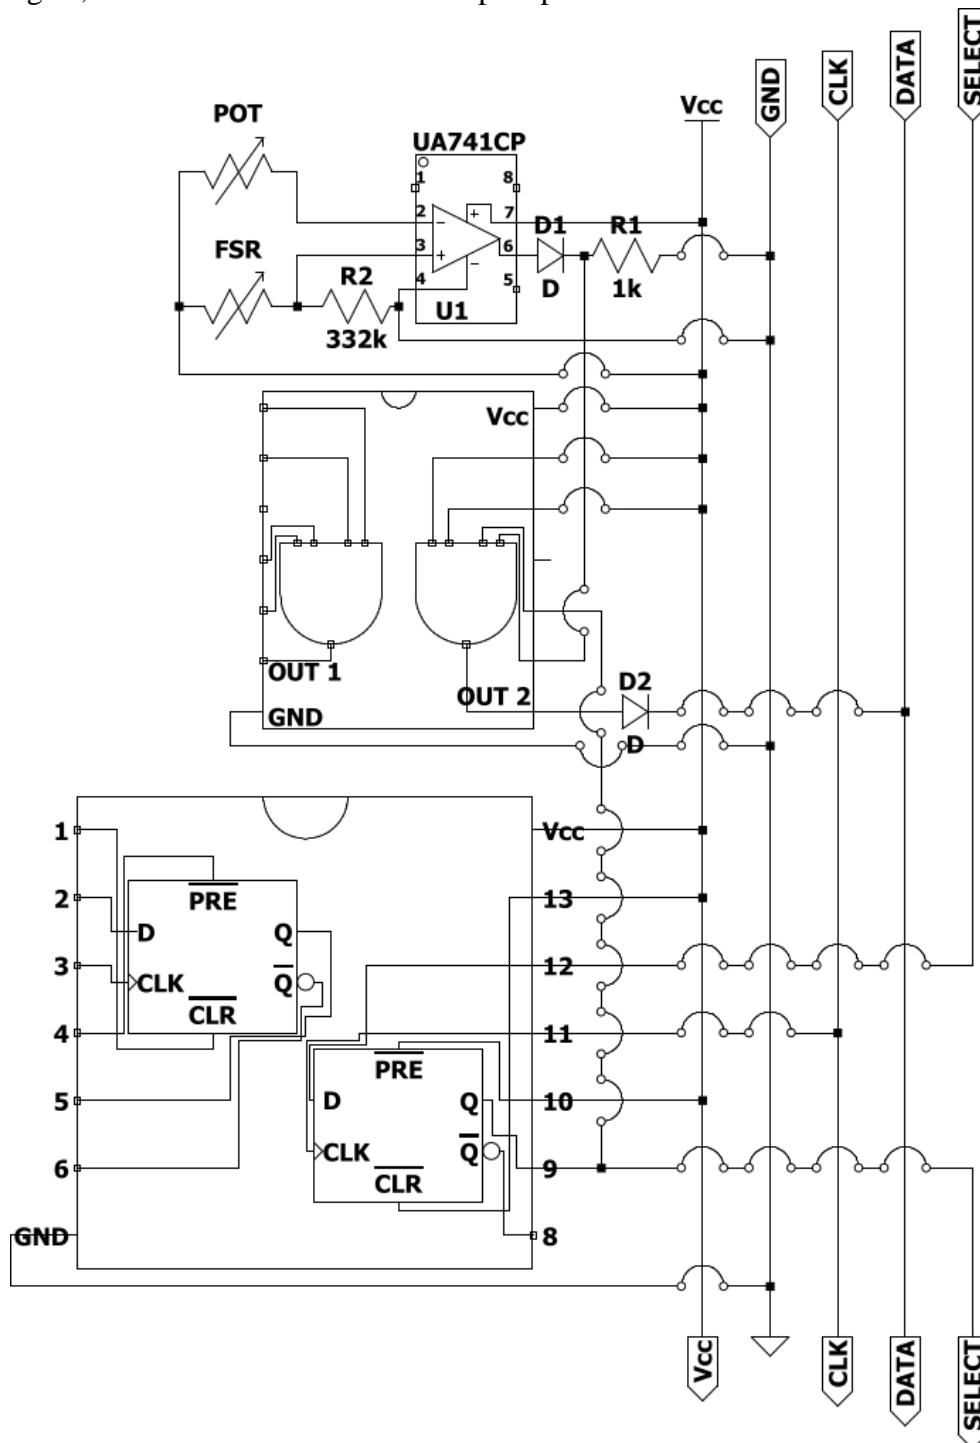 SELECT
DATA
CLK
GND
Vcc
POT
UA741CP
1
8
2
+
7
D1
R1
−
FSR
3
+
6
R2
4
−
5
D
1k
U1
332k
Vcc
OUT 1
D2
OUT 2
GND
D
1
Vcc
PRE
2
13
D
Q
3
12
CLK
Q
CLR
4
11
PRE
5
D
Q
10
CLK
Q
6
9
CLR
GND
8
Vcc
CLK
DATA
SELECT